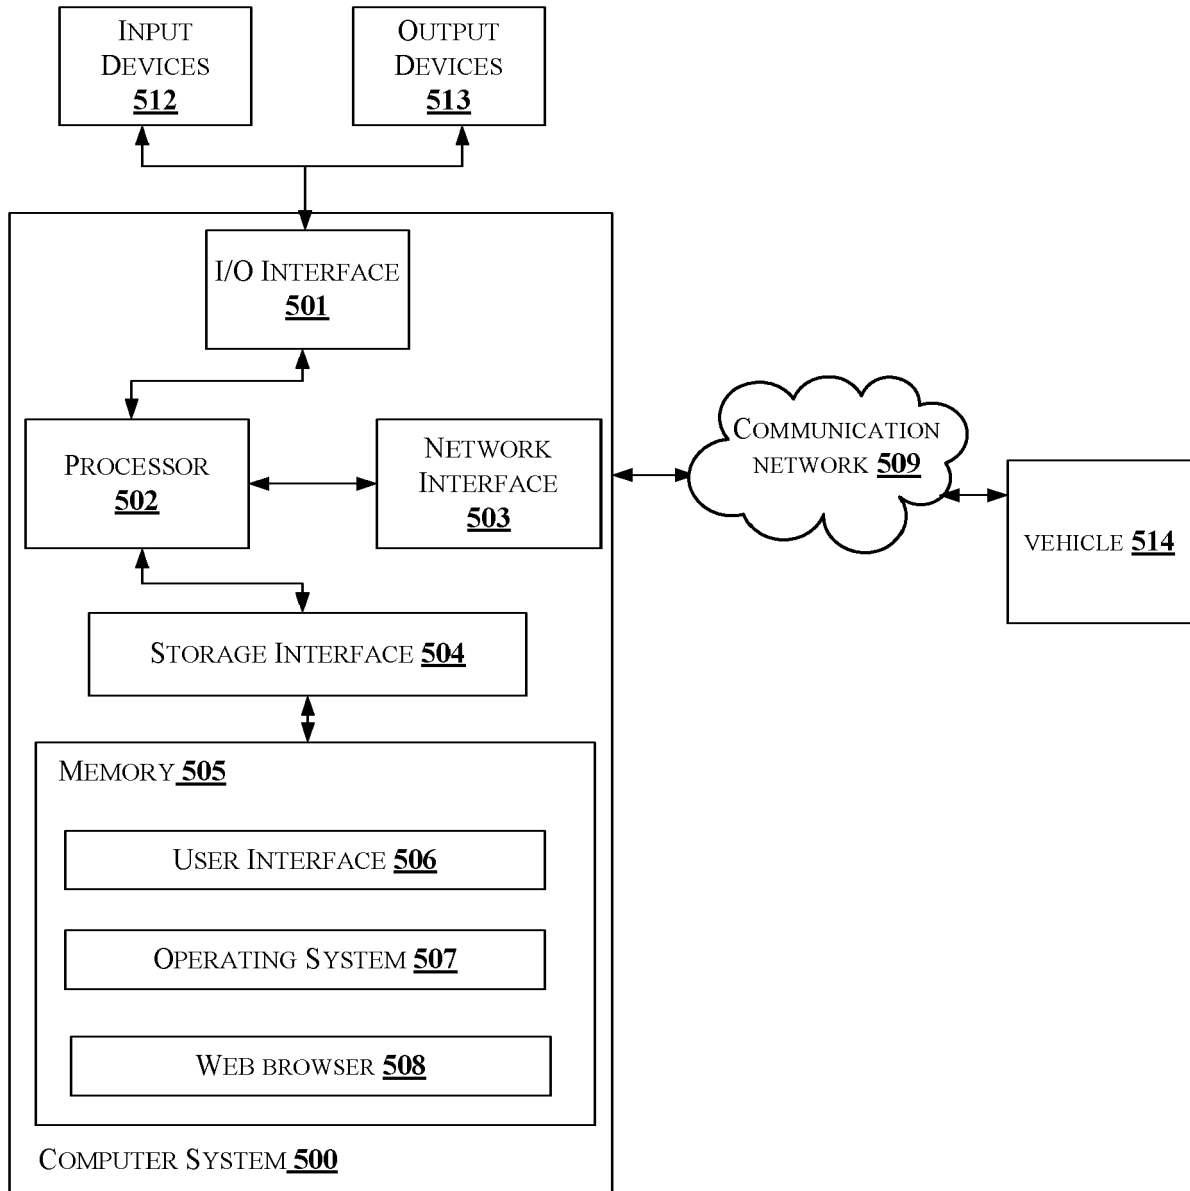 INPUT
DEVICES
512
OUTPUT
DEVICES
513
I/O INTERFACE
501
PROCESSOR
502
NETWORK
INTERFACE
503
COMMUNICATION
NETWORK 509
VEHICLE 514
STORAGE INTERFACE 504
MEMORY 505
USER INTERFACE 506
OPERATING SYSTEM 507
WEB BROWSER 508
COMPUTER SYSTEM 500